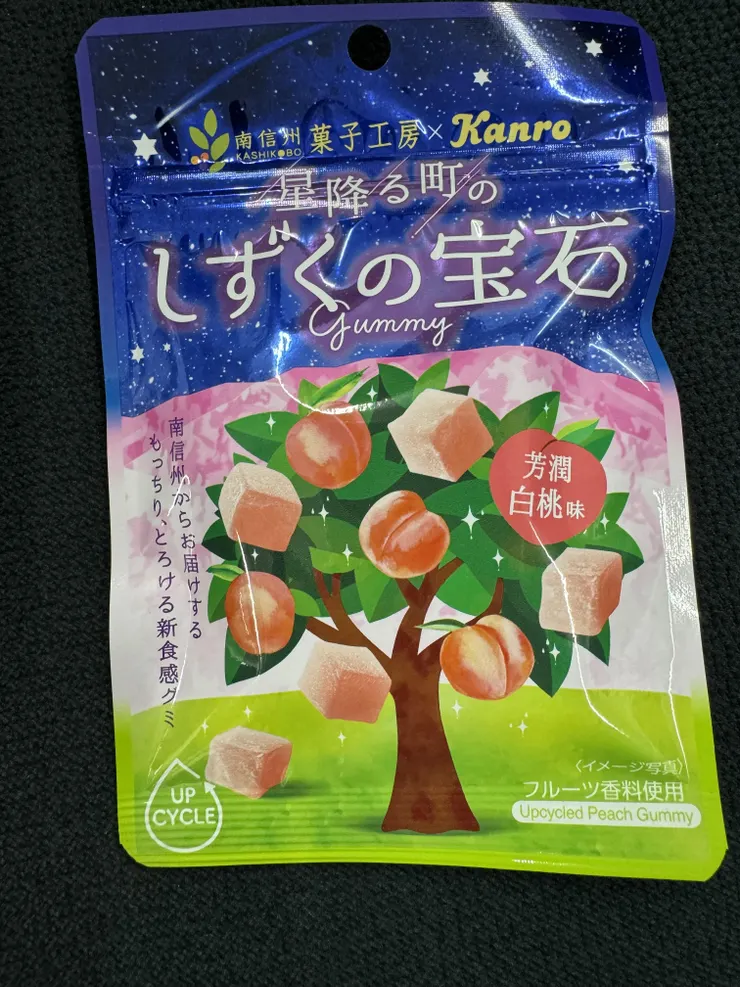 南信州菓子工房×Kanro
KASHIKOBO
星降る町の
しずくの宝石
Gummy
芳潤
白桃味
南信州からお届けする
もっちり、とろける新食感グミ
UP
CYCLE
〈イメージ写真〉
フルーツ香料使用
Upcycled Peach Gummy